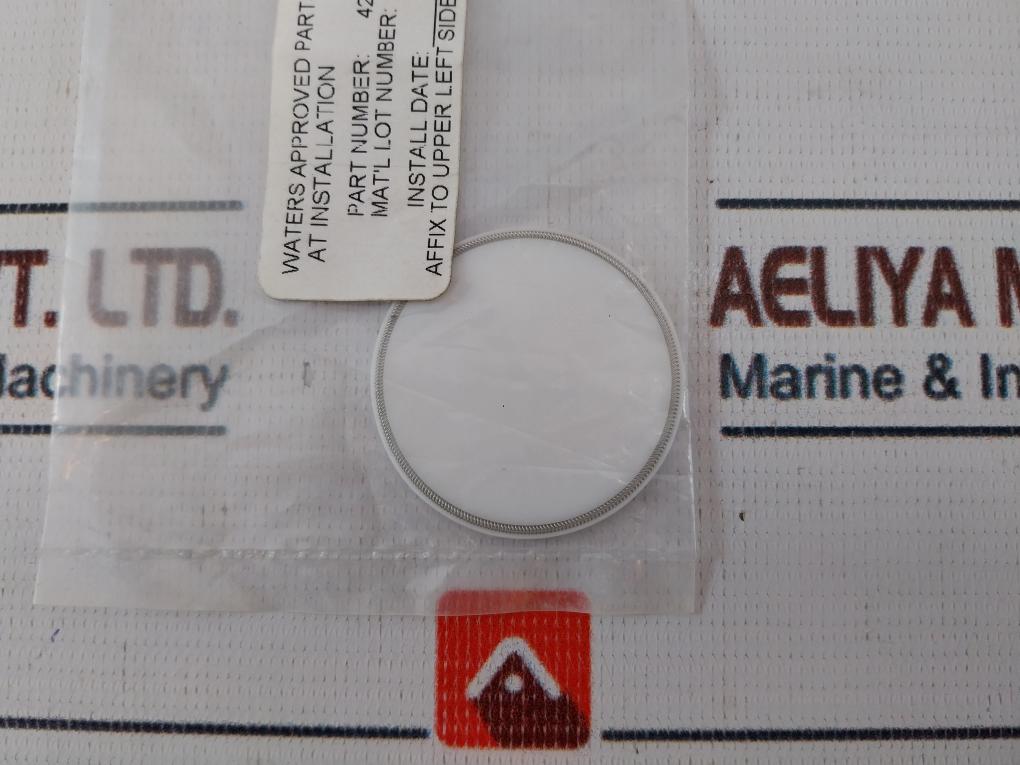 WATERS APPROVED PART
AT INSTALLATION
PART NUMBER: 42
MAT'L LOT NUMBER:
INSTALL DATE:
AFFIX TO UPPER LEFT SIDE
LTD.
AELIYA M
Machinery
Marine & In